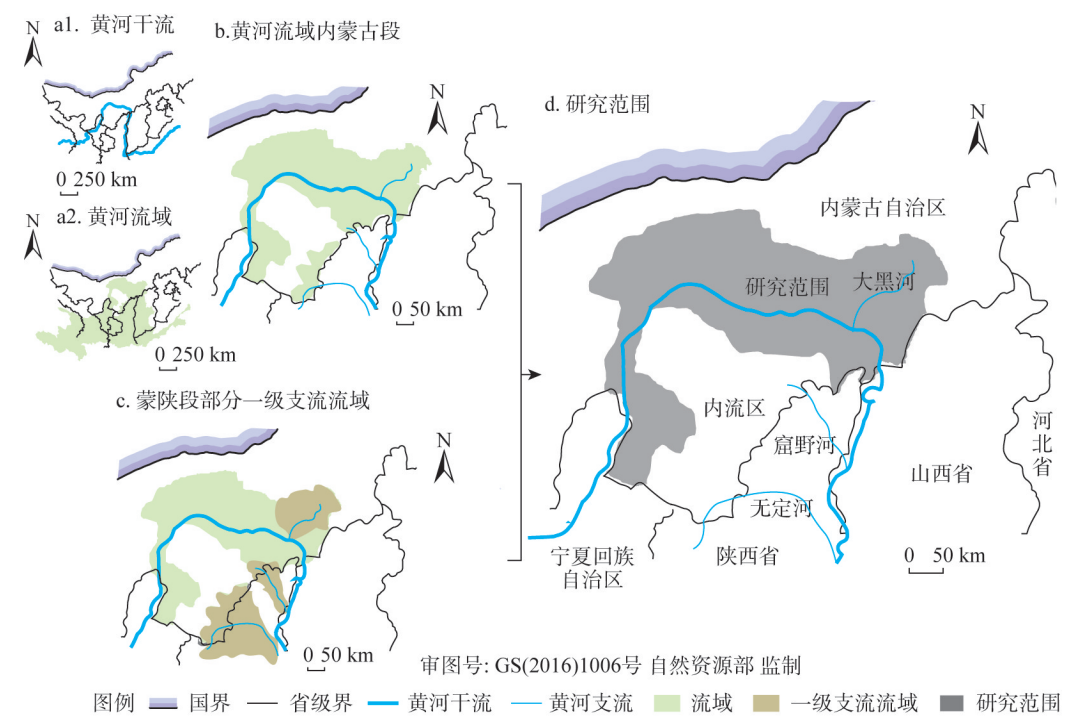 N
a1. 黄河干流
0 250 km
N
a2. 黄河流域
0 250 km
b.黄河流域内蒙古段
N
0 50 km
c. 蒙陕段部分一级支流流域
N
0 50 km
d. 研究范围
N
内蒙古自治区
研究范围
大黑河
内流区
窟野河
无定河
河北省
山西省
陕西省
宁夏回族
自治区
0 50 km
审图号: GS(2016)1006号 自然资源部 监制
图例 国界 省级界 黄河干流 黄河支流 流域 一级支流流域 研究范围